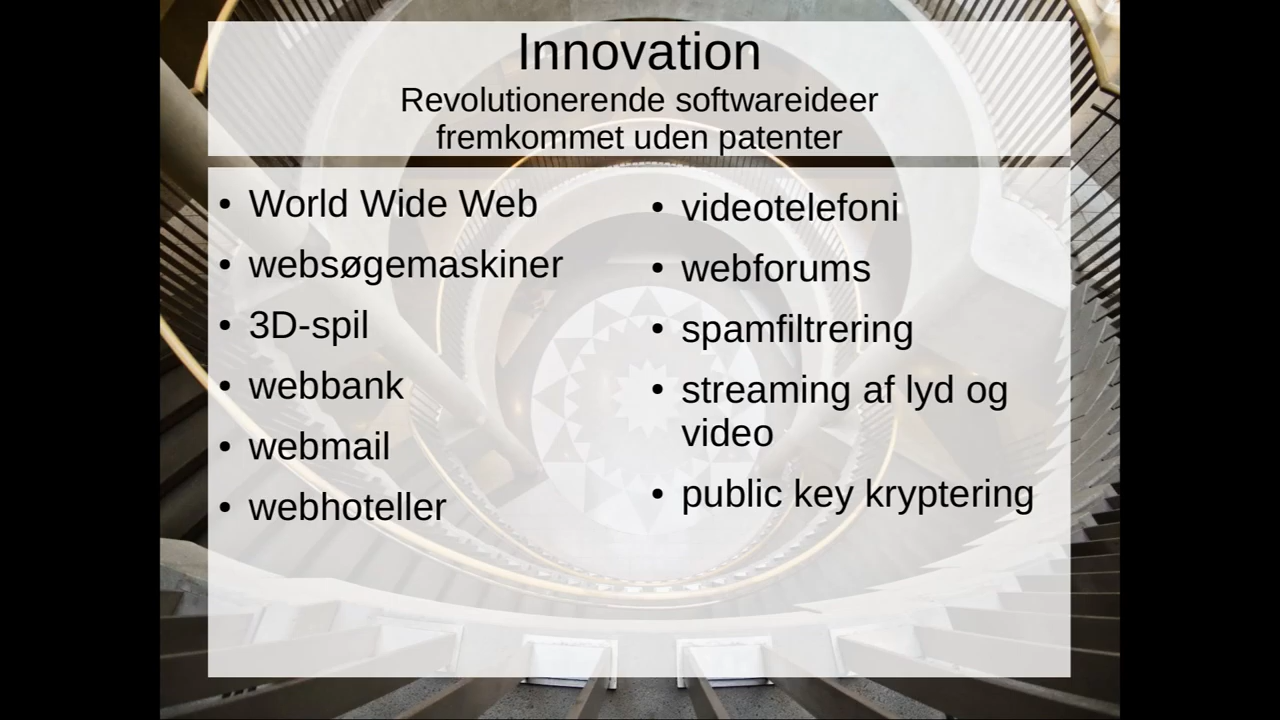 Innovation
Revolutionerende softwareideer
fremkommet uden patenter
• World Wide Web
• websøgemaskiner
• 3D-spil
• webbank
• webmail
• webhoteller
• videotelefoni
• webforums
• spamfiltrering
• streaming af lyd og
video
• public key kryptering